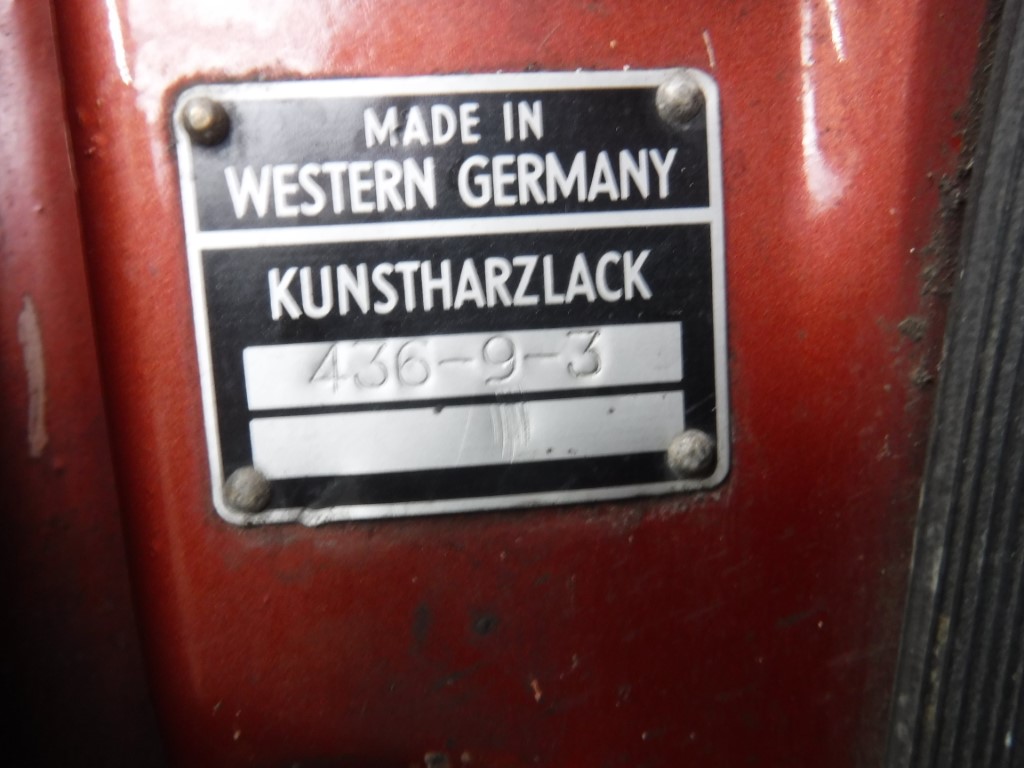 MADE IN
WESTERN GERMANY
KUNSTHARZLACK
436-9-3